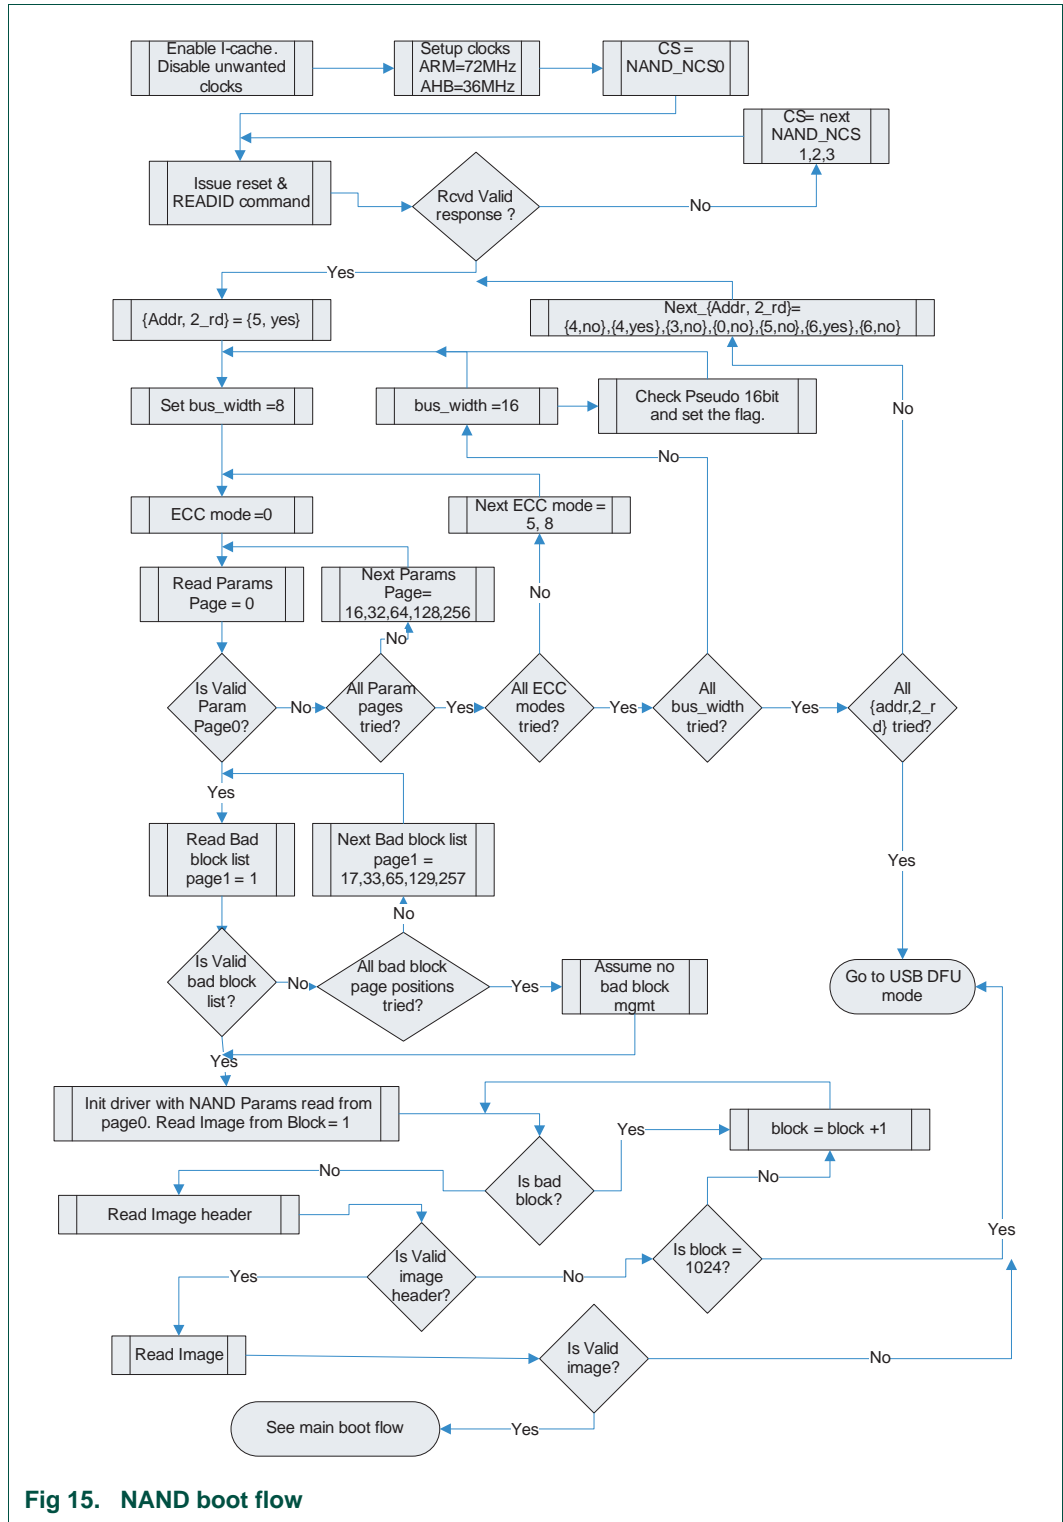 Enable I-cache.
Disable unwanted
clocks
Setup clocks
ARM=72MHz
AHB=36MHz
CS =
NAND_NCS0
CS= next
NAND_NCS
1,2,3
Issue reset &
READID command
Rcvd Valid
response ?
No
Yes
{Addr, 2_rd} = {5, yes}
Next_{Addr, 2_rd}=
{4,no},{4,yes},{3,no},{0,no},{5,no},{6,yes},{6,no}
Set bus_width =8
bus_width =16
Check Pseudo 16bit
and set the flag.
No
No
ECC mode =0
Next ECC mode =
5, 8
Read Params
Page = 0
Next Params
Page=
16,32,64,128,256
No
No
Is Valid
Param
Page0?
No
All Param
pages
tried?
Yes
All ECC
modes
tried?
Yes
All
bus_width
tried?
Yes
All
{addr,2_r
d} tried?
Yes
Read Bad
block list
page1 = 1
Next Bad block list
page1 =
17,33,65,129,257
Yes
No
Is Valid
bad block
list?
No
All bad block
page positions
tried?
Yes
Assume no
bad block
mgmt
Go to USB DFU
mode
Yes
Init driver with NAND Params read from
page0. Read Image from Block= 1
Yes
block = block +1
No
Is bad
block?
No
Read Image header
Is Valid
image
header?
Yes
No
Is block =
1024?
Yes
Read Image
Is Valid
image?
No
See main boot flow
Yes
Fig 15. NAND boot flow